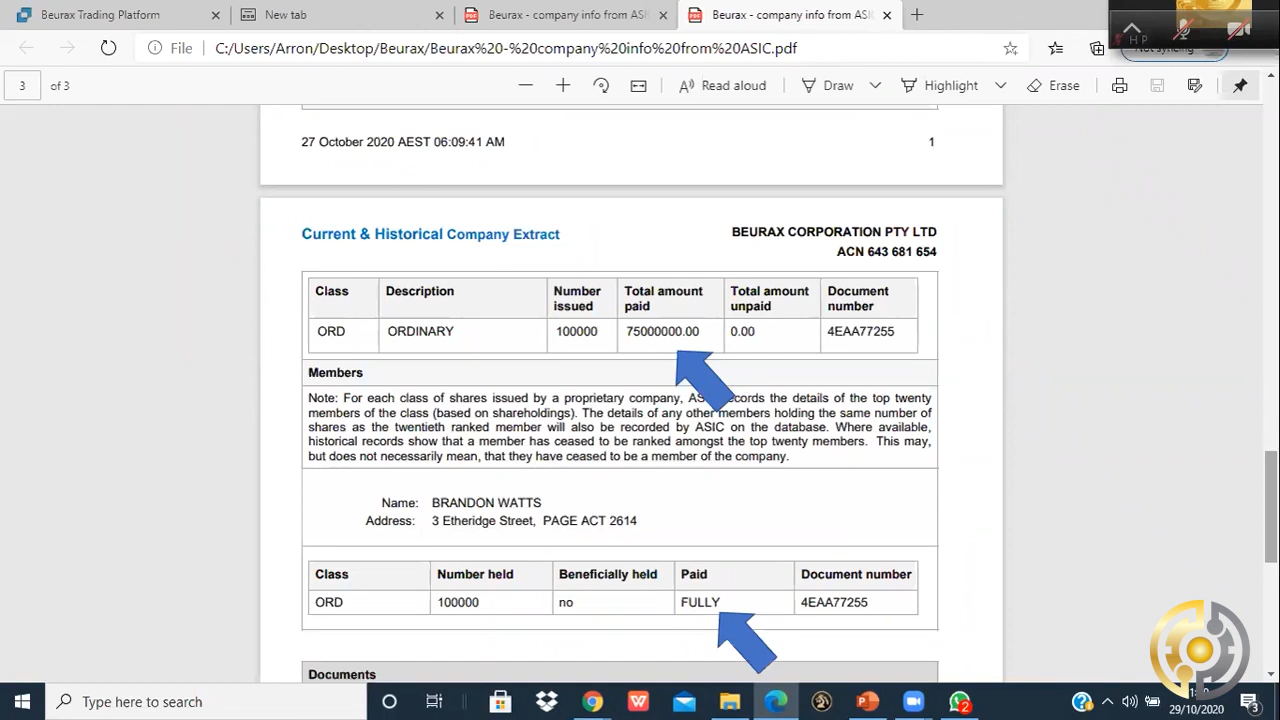 Beurax Trading Platform
New tab
Beurax - company info from ASI
Beurax - company info from ASIC
File C:/Users/Arron/Desktop/Beurax/Beurax%20-%20company%20info%20from%20ASIC.pdf
Not syncing
H P
3 of 3
Read aloud
Draw
Highlight
Erase
27 October 2020 AEST 06:09:41 AM 1
Current & Historical Company Extract
BEURAX CORPORATION PTY LTD
ACN 643 681 654
Class Description Number issued Total amount paid Total amount unpaid Document number
ORD ORDINARY 100000 75000000.00 0.00 4EAA77255
Members
Note: For each class of shares issued by a proprietary company, AS records the details of the top twenty
members of the class (based on shareholdings). The details of any other members holding the same number of
shares as the twentieth ranked member will also be recorded by ASIC on the database. Where available,
historical records show that a member has ceased to be ranked amongst the top twenty members. This may,
but does not necessarily mean, that they have ceased to be a member of the company.
Name: BRANDON WATTS
Address: 3 Etheridge Street, PAGE ACT 2614
Class Number held Beneficially held Paid Document number
ORD 100000 no FULLY 4EAA77255
Documents
Type here to search
2
29/10/2020
3